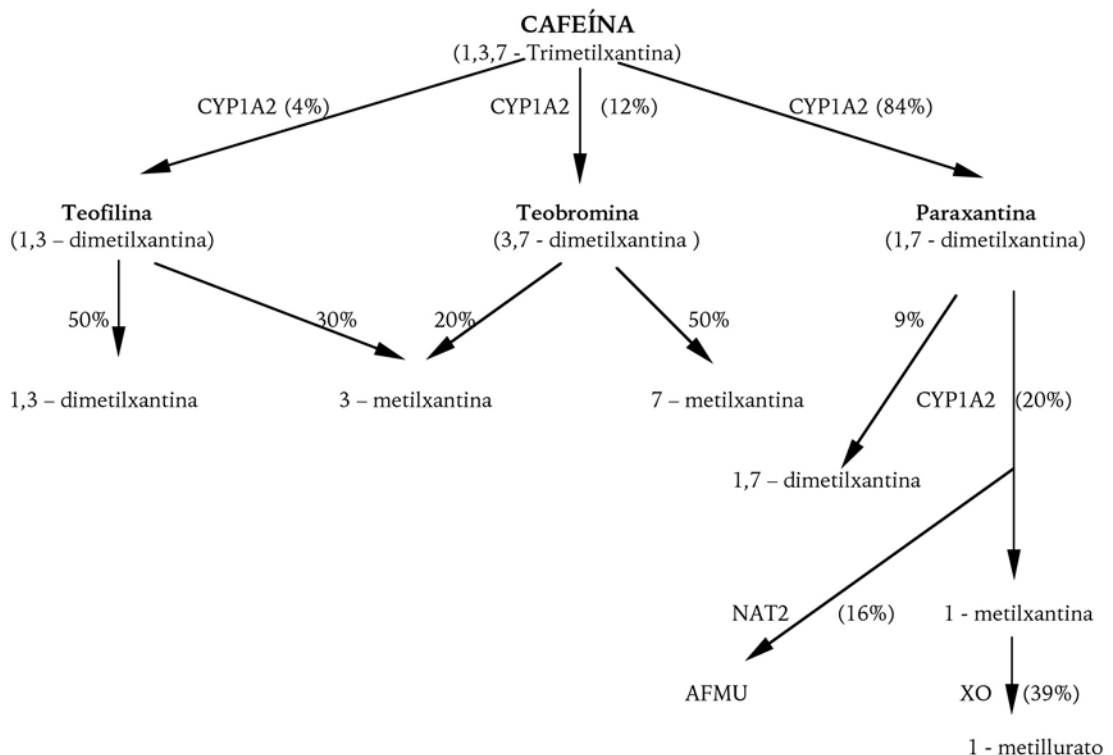 CAFEÍNA
(1,3,7 - Trimetilxantina)
CYP1A2 (4%)
CYP1A2 (12%)
CYP1A2 (84%)
Teofilina
(1,3 – dimetilxantina)
Teobromina
(3,7 - dimetilxantina )
Paraxantina
(1,7 - dimetilxantina)
50%
30%
20%
50%
9%
1,3 – dimetilxantina
3 – metilxantina
7 – metilxantina
CYP1A2 (20%)
1,7 – dimetilxantina
NAT2 (16%)
1 - metilxantina
AFMU
XO (39%)
1 - metillurato